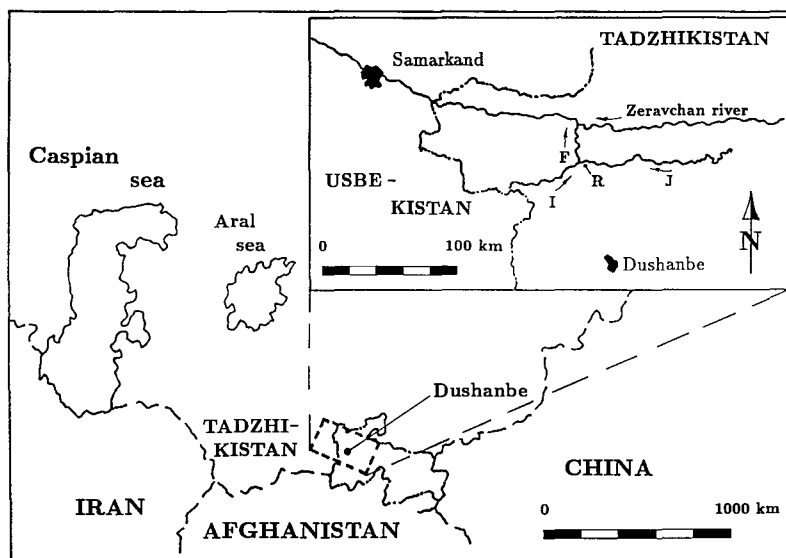 TADZHIKISTAN
Samarkand
Zeravchan river
F
USBE -
KISTAN
I
R
J
0
100 km
N
Dushanbe
Caspian
sea
Aral
sea
Dushanbe
TADZHI-
KISTAN
CHINA
IRAN
AFGHANISTAN
0
1000 km